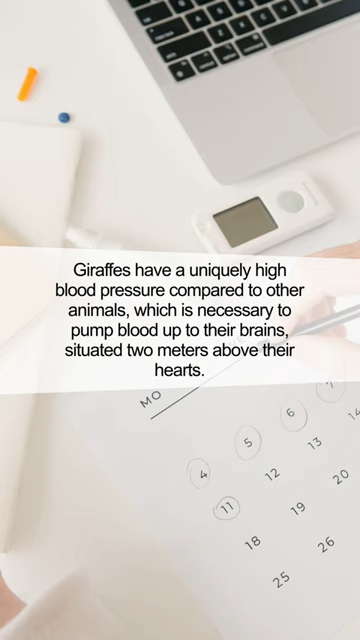 Giraffes have a uniquely high
blood pressure compared to other
animals, which is necessary to
pump blood up to their brains,
situated two meters above their
hearts.
MO
7
4 5 6
11 12 13 14
18 19 20
25 26